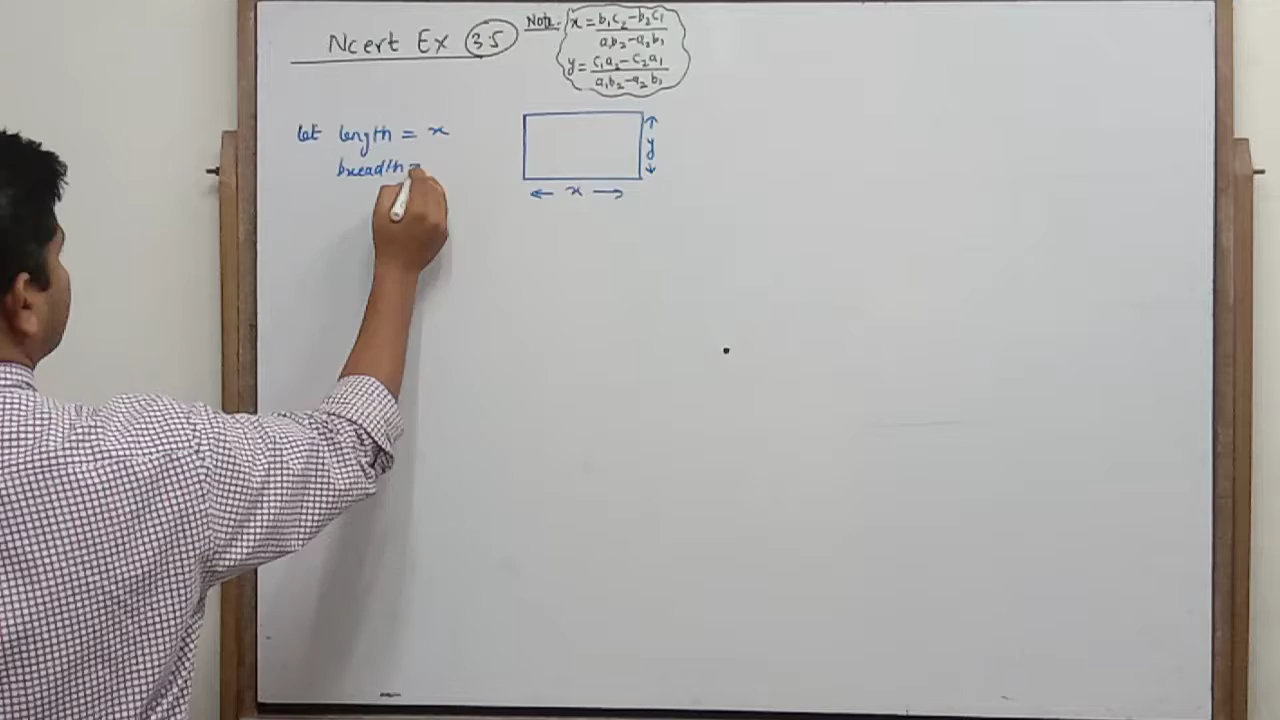 Ncert Ex 3.5
Note:- x = b₁c₂-b₂c₁ / a₁b₂-a₂b₁
y = c₁a₂-c₂a₁ / a₁b₂-a₂b₁
let length = x
breadth =
y
x